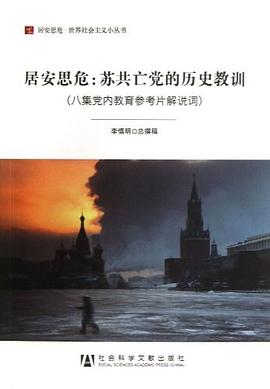 居安思危·世界社会主义小丛书
居安思危:苏共亡党的历史教训
(八集党内教育参考片解说词)
李慎明◎总撰稿
社会科学文献出版社
SOCIAL SCIENCES ACADEMIC PRESS (CHINA)